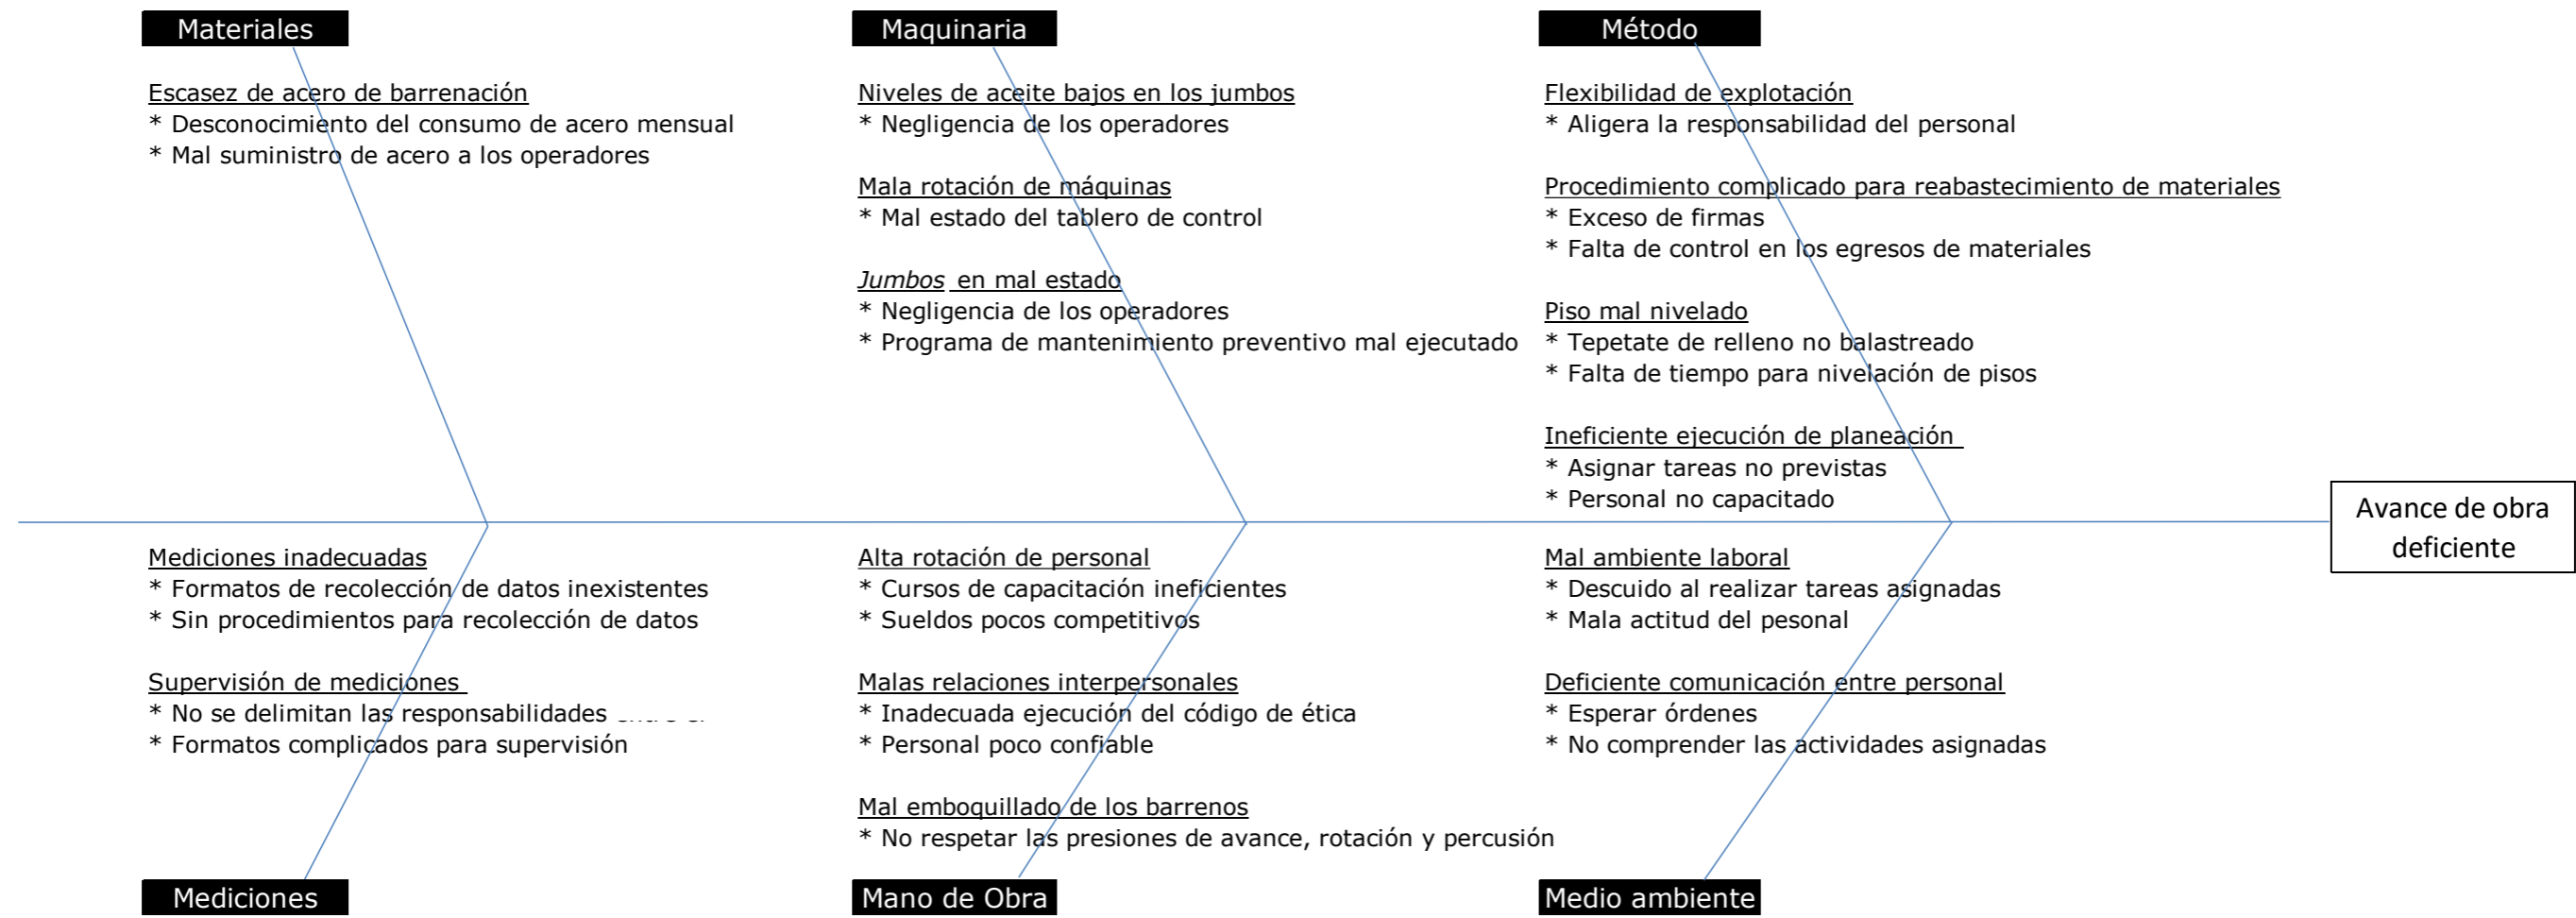 Materiales
Escasez de acero de barrenación
* Desconocimiento del consumo de acero mensual
* Mal suministro de acero a los operadores
Maquinaria
Niveles de aceite bajos en los jumbos
* Negligencia de los operadores
Mala rotación de máquinas
* Mal estado del tablero de control
Jumbos en mal estado
* Negligencia de los operadores
* Programa de mantenimiento preventivo mal ejecutado
Método
Flexibilidad de explotación
* Aligera la responsabilidad del personal
Procedimiento complicado para reabastecimiento de materiales
* Exceso de firmas
* Falta de control en los egresos de materiales
Piso mal nivelado
* Tepetate de relleno no balastreado
* Falta de tiempo para nivelación de pisos
Ineficiente ejecución de planeación
* Asignar tareas no previstas
* Personal no capacitado
Avance de obra
deficiente
Mediciones inadecuadas
* Formatos de recolección de datos inexistentes
* Sin procedimientos para recolección de datos
Supervisión de mediciones
* No se delimitan las responsabilidades
* Formatos complicados para supervisión
Mediciones
Alta rotación de personal
* Cursos de capacitación ineficientes
* Sueldos pocos competitivos
Malas relaciones interpersonales
* Inadecuada ejecución del código de ética
* Personal poco confiable
Mal emboquillado de los barrenos
* No respetar las presiones de avance, rotación y percusión
Mano de Obra
Mal ambiente laboral
* Descuido al realizar tareas asignadas
* Mala actitud del pesonal
Deficiente comunicación entre personal
* Esperar órdenes
* No comprender las actividades asignadas
Medio ambiente